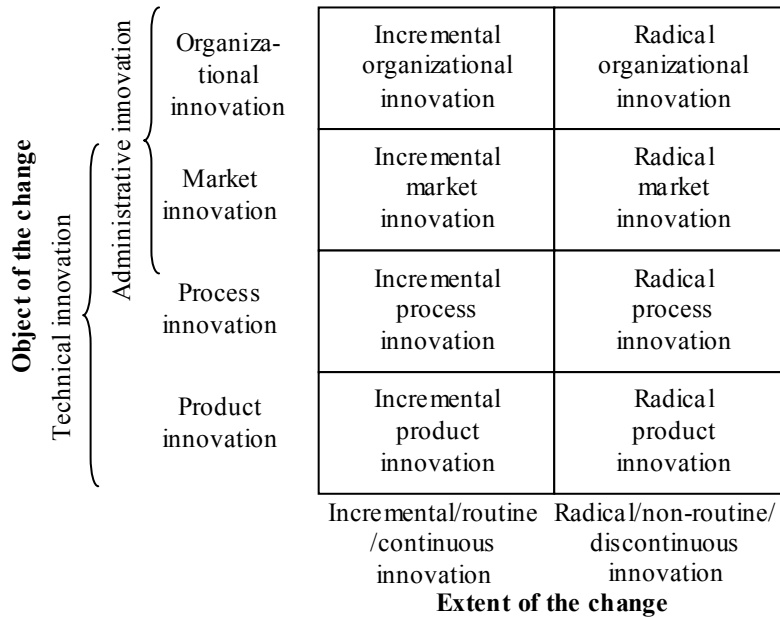 Object of the change
Technical innovation
Administrative innovation
Organiza-
tional
innovation
Incremental
organizational
innovation
Radical
organizational
innovation
Market
innovation
Incremental
market
innovation
Radical
market
innovation
Process
innovation
Incremental
process
innovation
Radical
process
innovation
Product
innovation
Incremental
product
innovation
Radical
product
innovation
Incremental/routine
/continuous
innovation
Radical/non-routine/
discontinuous
innovation
Extent of the change